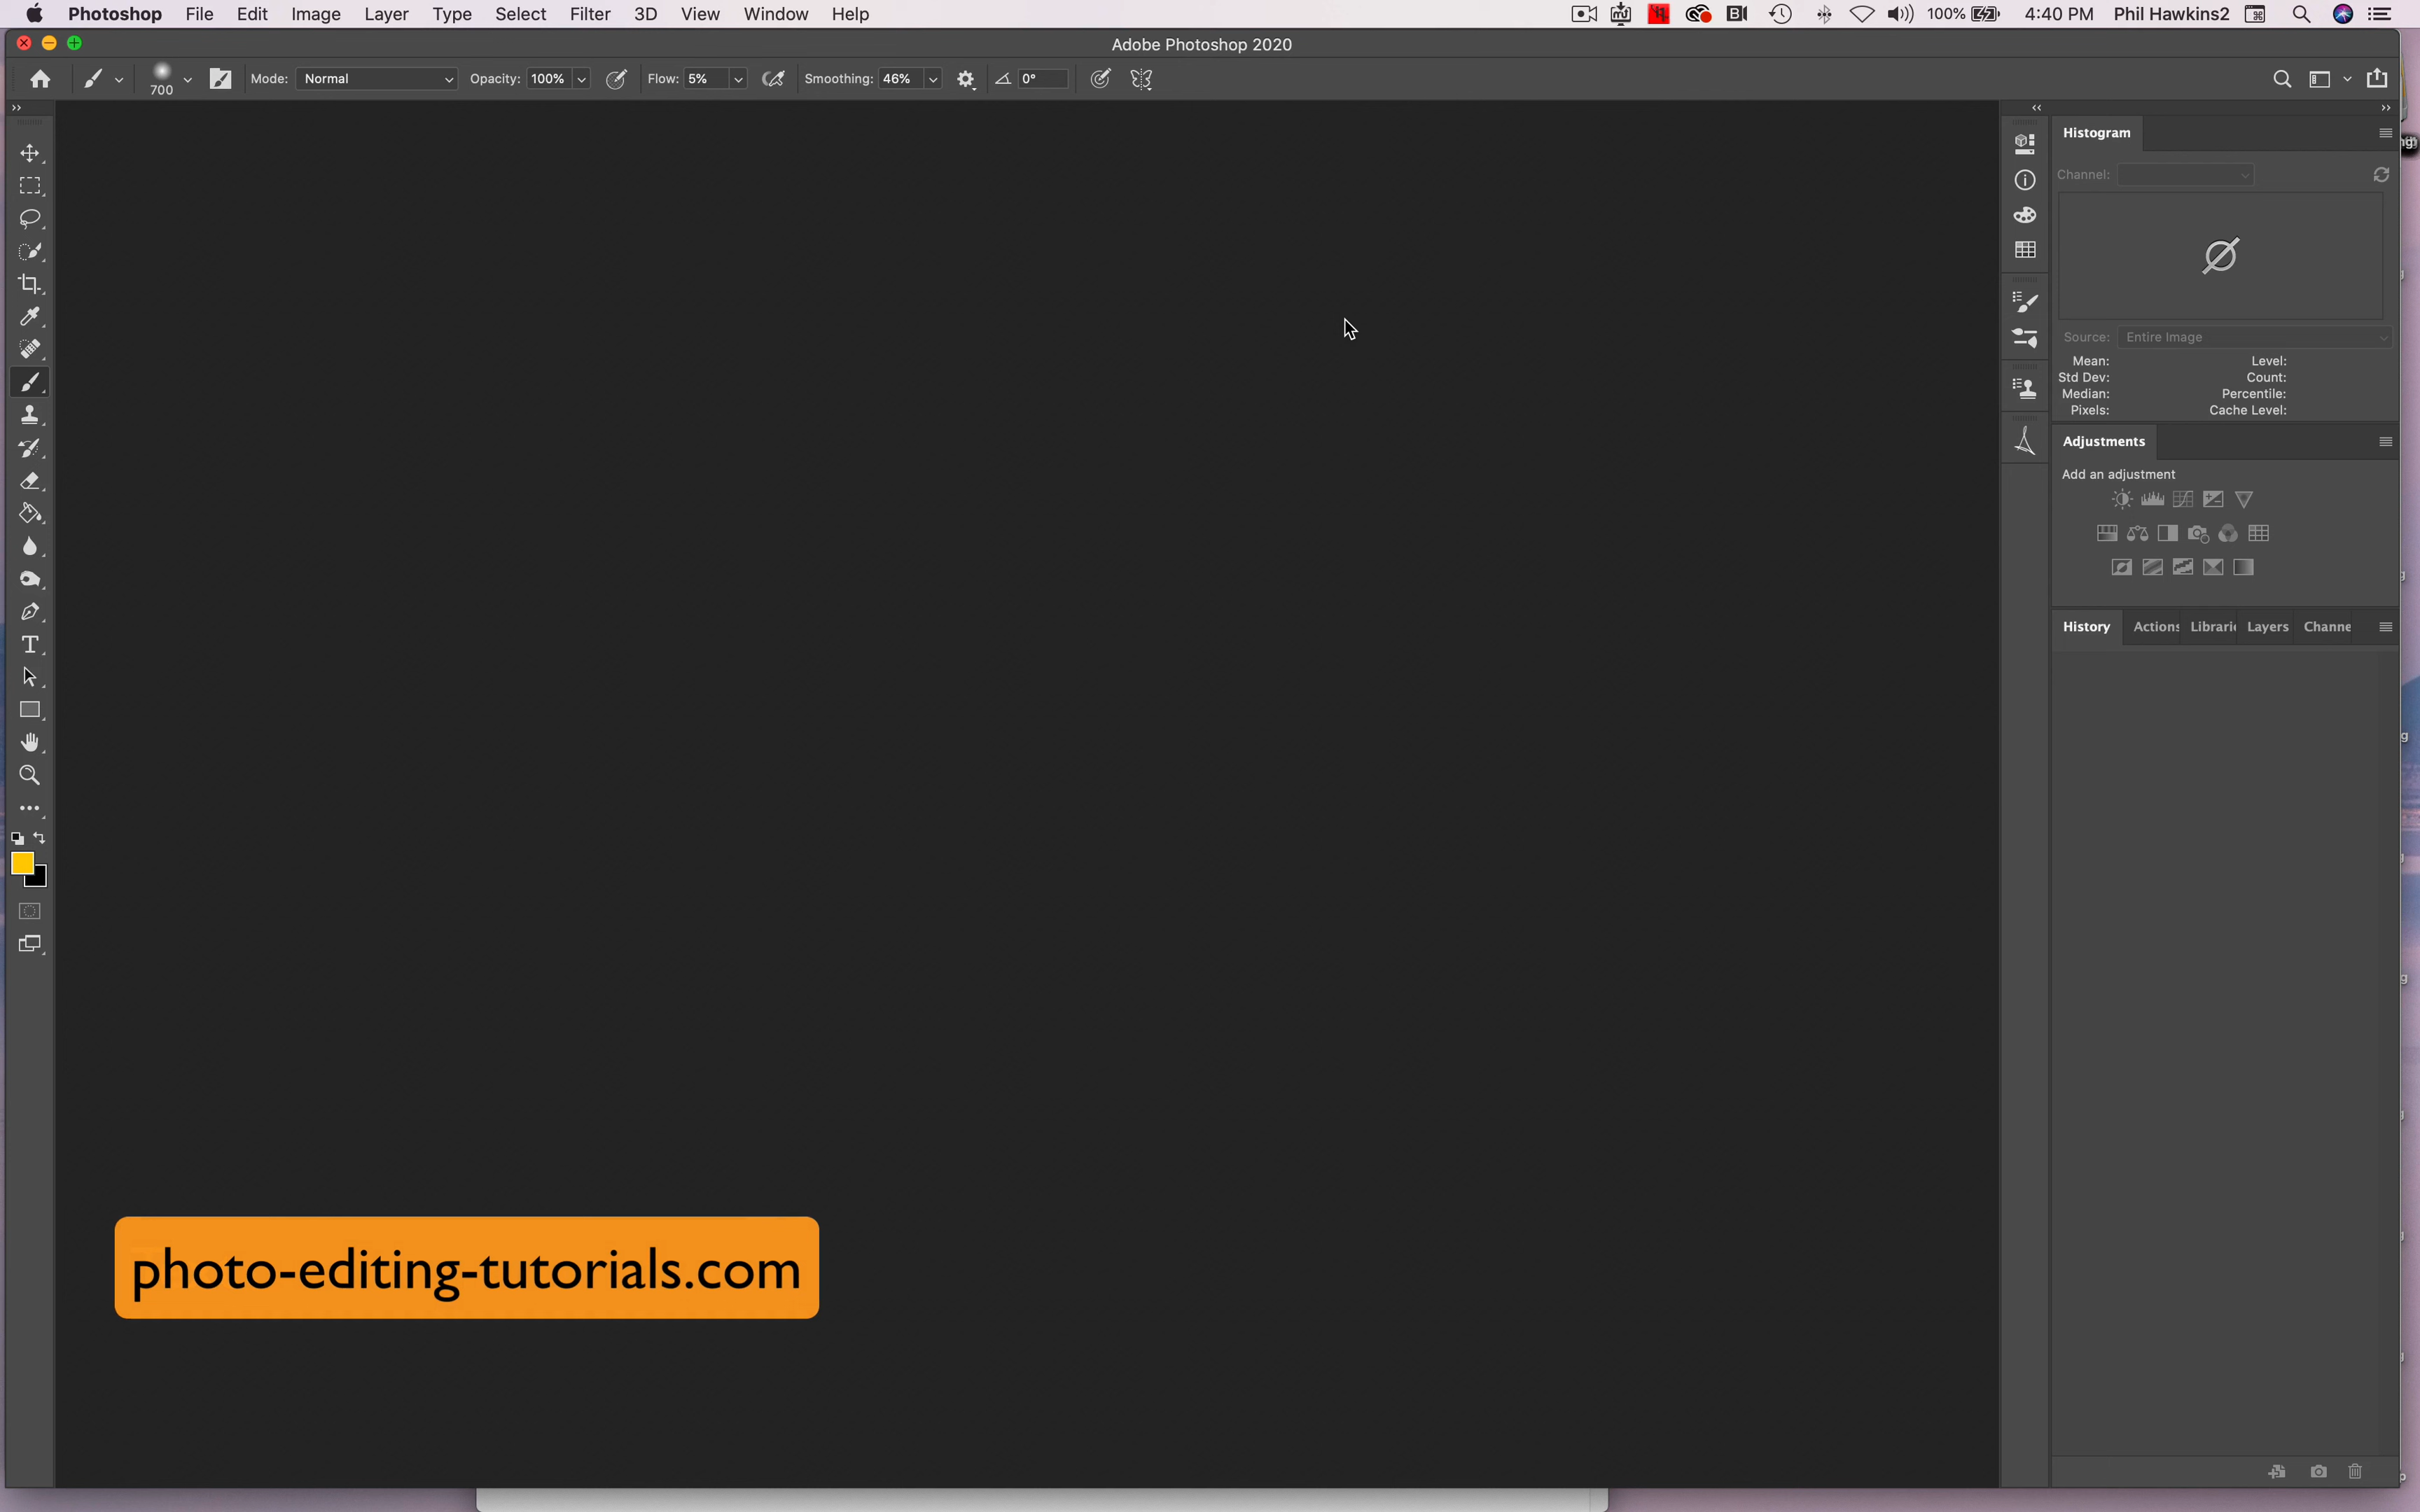 Photoshop File Edit Image Layer Type Select Filter 3D View Window Help 100% 4:40 PM Phil Hawkins2
Adobe Photoshop 2020
700 Mode: Normal Opacity: 100% Flow: 5% Smoothing: 46% 0°
Histogram
Channel:
Source: Entire Image
Mean: Level:
Std Dev: Count:
Median: Percentile:
Pixels: Cache Level:
Adjustments
Add an adjustment
History Actions Librari Layers Channe
photo-editing-tutorials.com